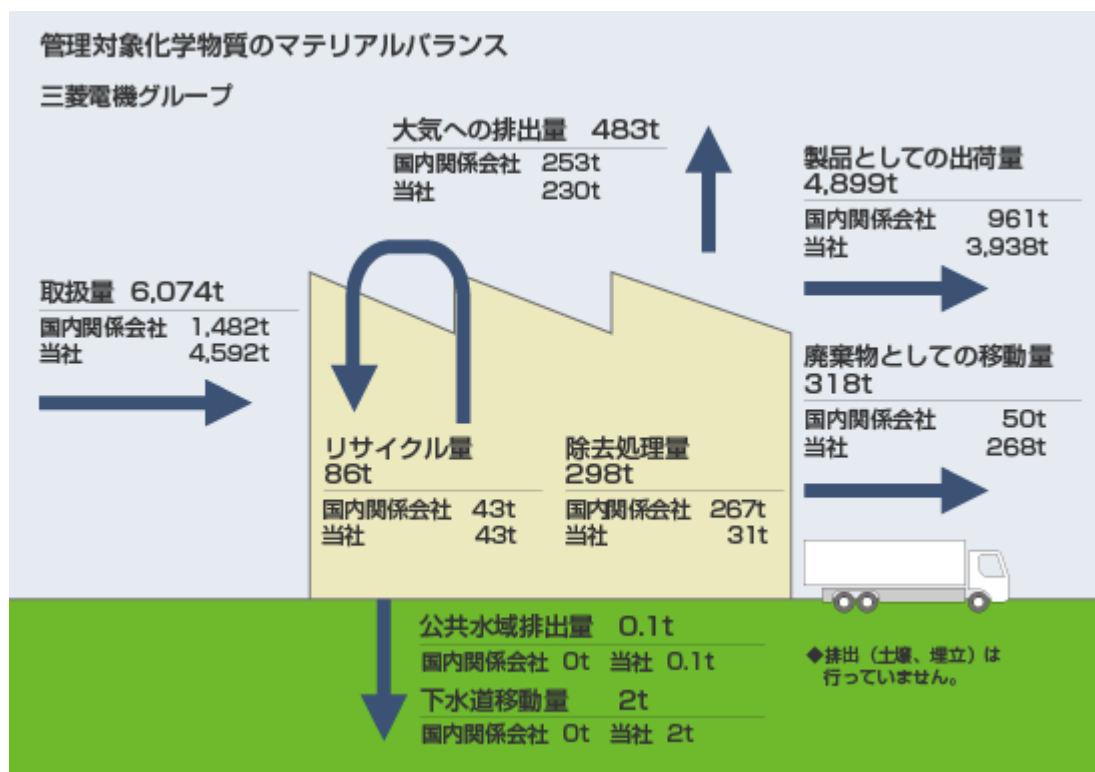 管理対象化学物質のマテリアルバランス
三菱電機グループ
大気への排出量 483t
国内関係会社 253t
当社 230t
製品としての出荷量
4,899t
国内関係会社 961t
当社 3,938t
取扱量 6,074t
国内関係会社 1,482t
当社 4,592t
廃棄物としての移動量
318t
国内関係会社 50t
当社 268t
リサイクル量
86t
国内関係会社 43t
当社 43t
除去処理量
298t
国内関係会社 267t
当社 31t
公共水域排出量 0.1t
国内関係会社 0t 当社 0.1t
下水道移動量 2t
国内関係会社 0t 当社 2t
◆排出（土壌、埋立）は
行っていません。